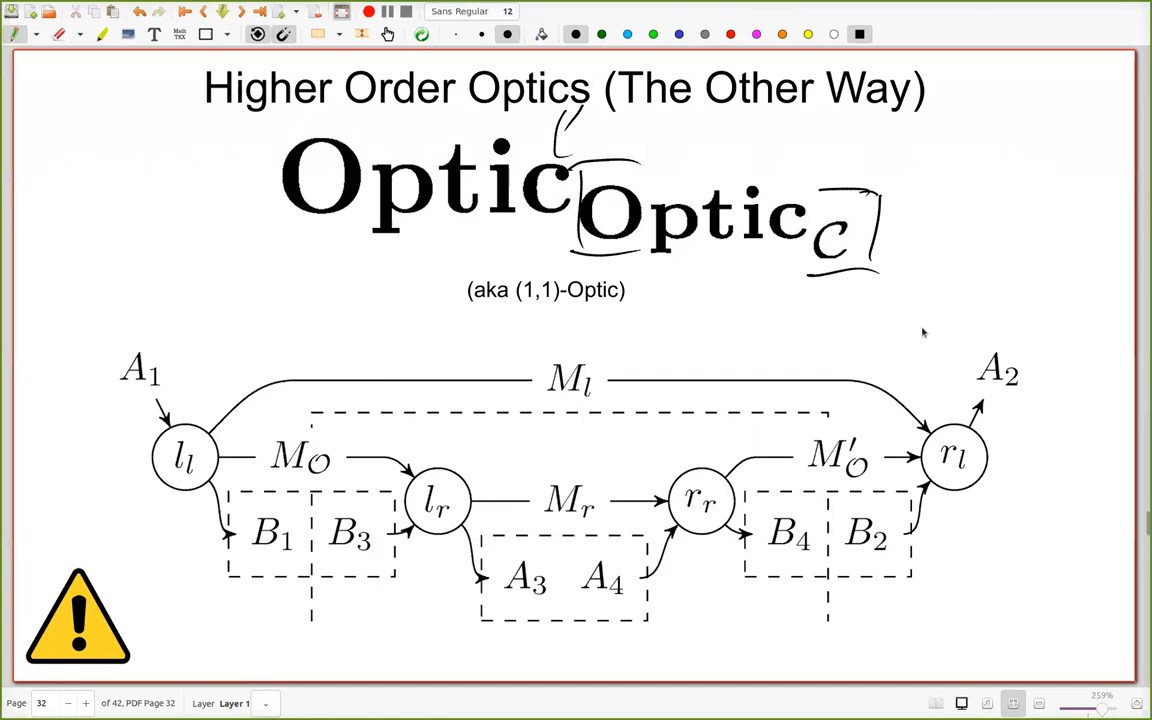 Sans Regular 12
T MathTEX
Higher Order Optics (The Other Way)
Optic Optic C
(aka (1,1)-Optic)
A₁ M_l A₂
l_l M_𝒪 M′_𝒪 r_l
l_r M_r r_r
B₁ B₃ B₄ B₂
A₃ A₄
!
Page 32 − + of 42, PDF Page 32 Layer Layer 1 259%